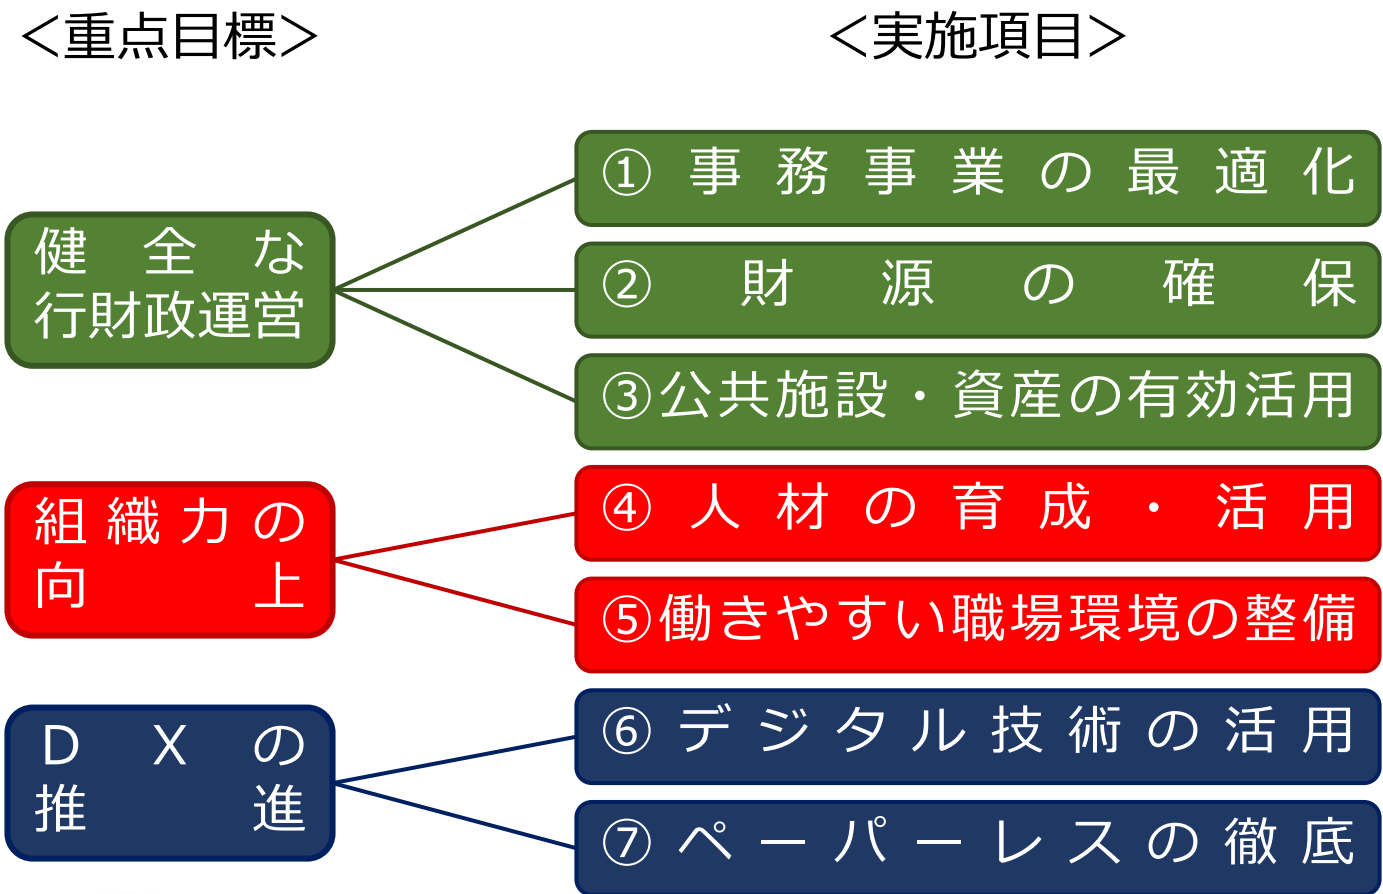 ＜重点目標＞
＜実施項目＞
健全な
行財政運営
①事務事業の最適化
②財源の確保
③公共施設・資産の有効活用
組織力の
向上
④人材の育成・活用
⑤働きやすい職場環境の整備
DXの
推進
⑥デジタル技術の活用
⑦ペーパーレスの徹底